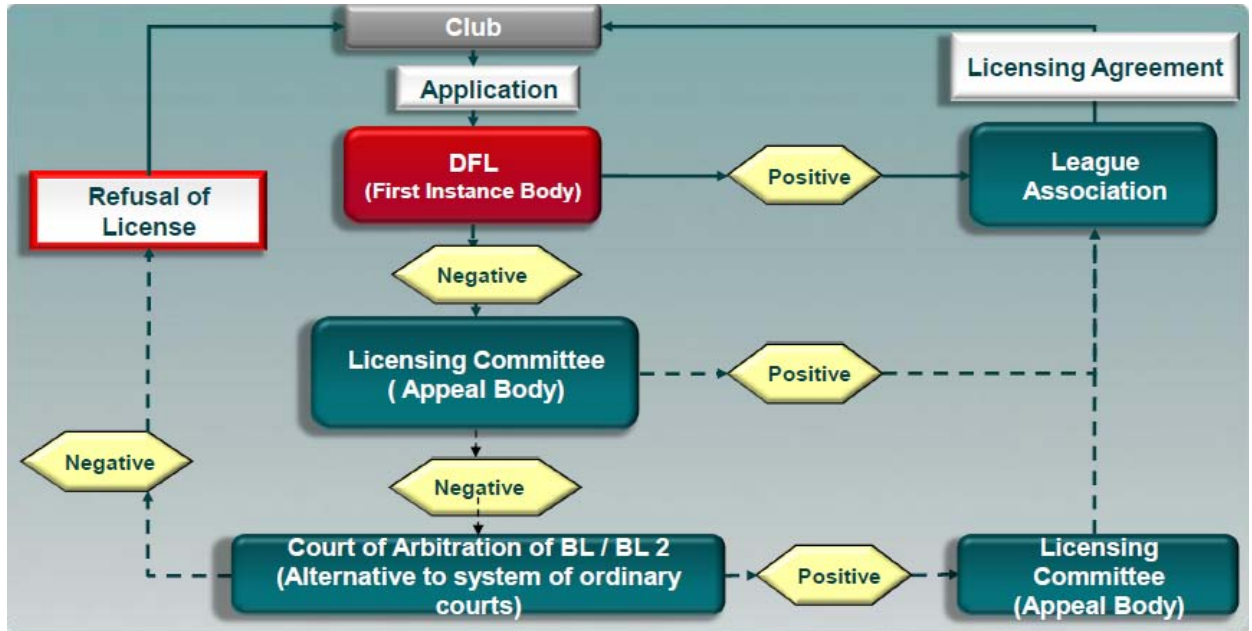 Club
Application
Licensing Agreement
DFL
(First Instance Body)
Positive
League
Association
Refusal of
License
Negative
Licensing Committee
( Appeal Body)
Positive
Negative
Negative
Court of Arbitration of BL / BL 2
(Alternative to system of ordinary
courts)
Positive
Licensing
Committee
(Appeal Body)